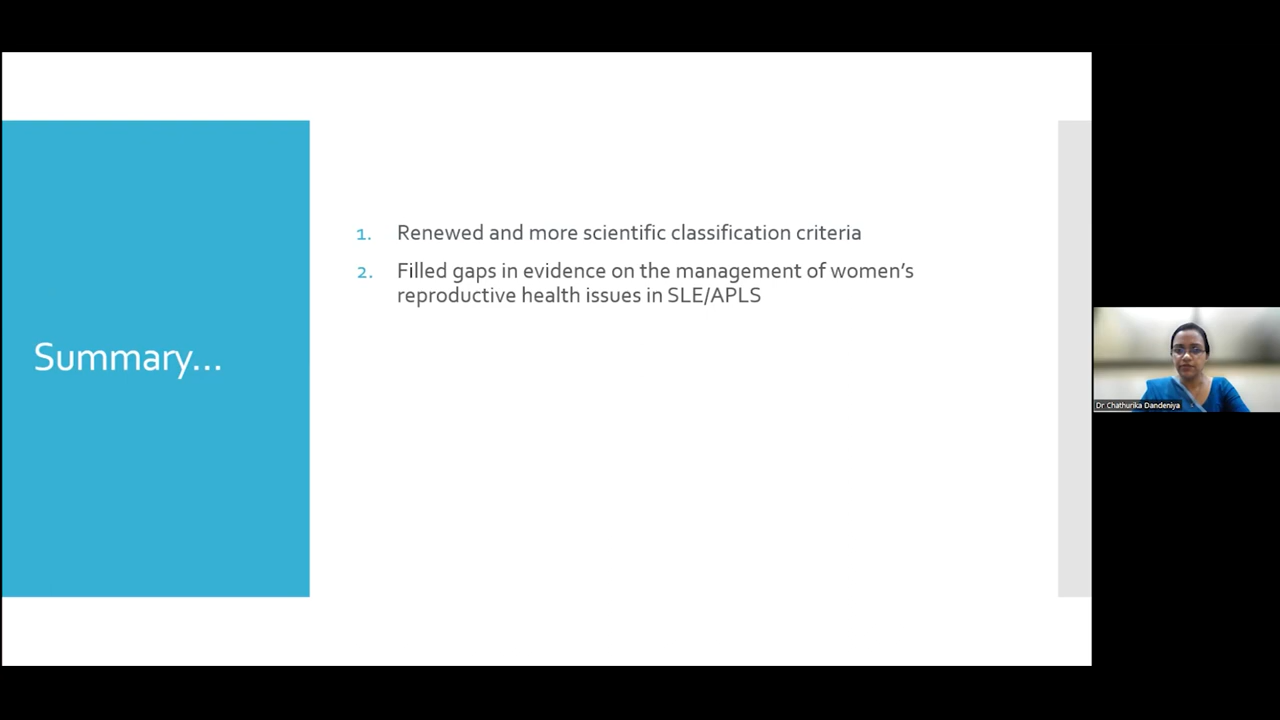 Summary...
1. Renewed and more scientific classification criteria
2. Filled gaps in evidence on the management of women's
reproductive health issues in SLE/APLS
Dr Chathurika Dandeniya